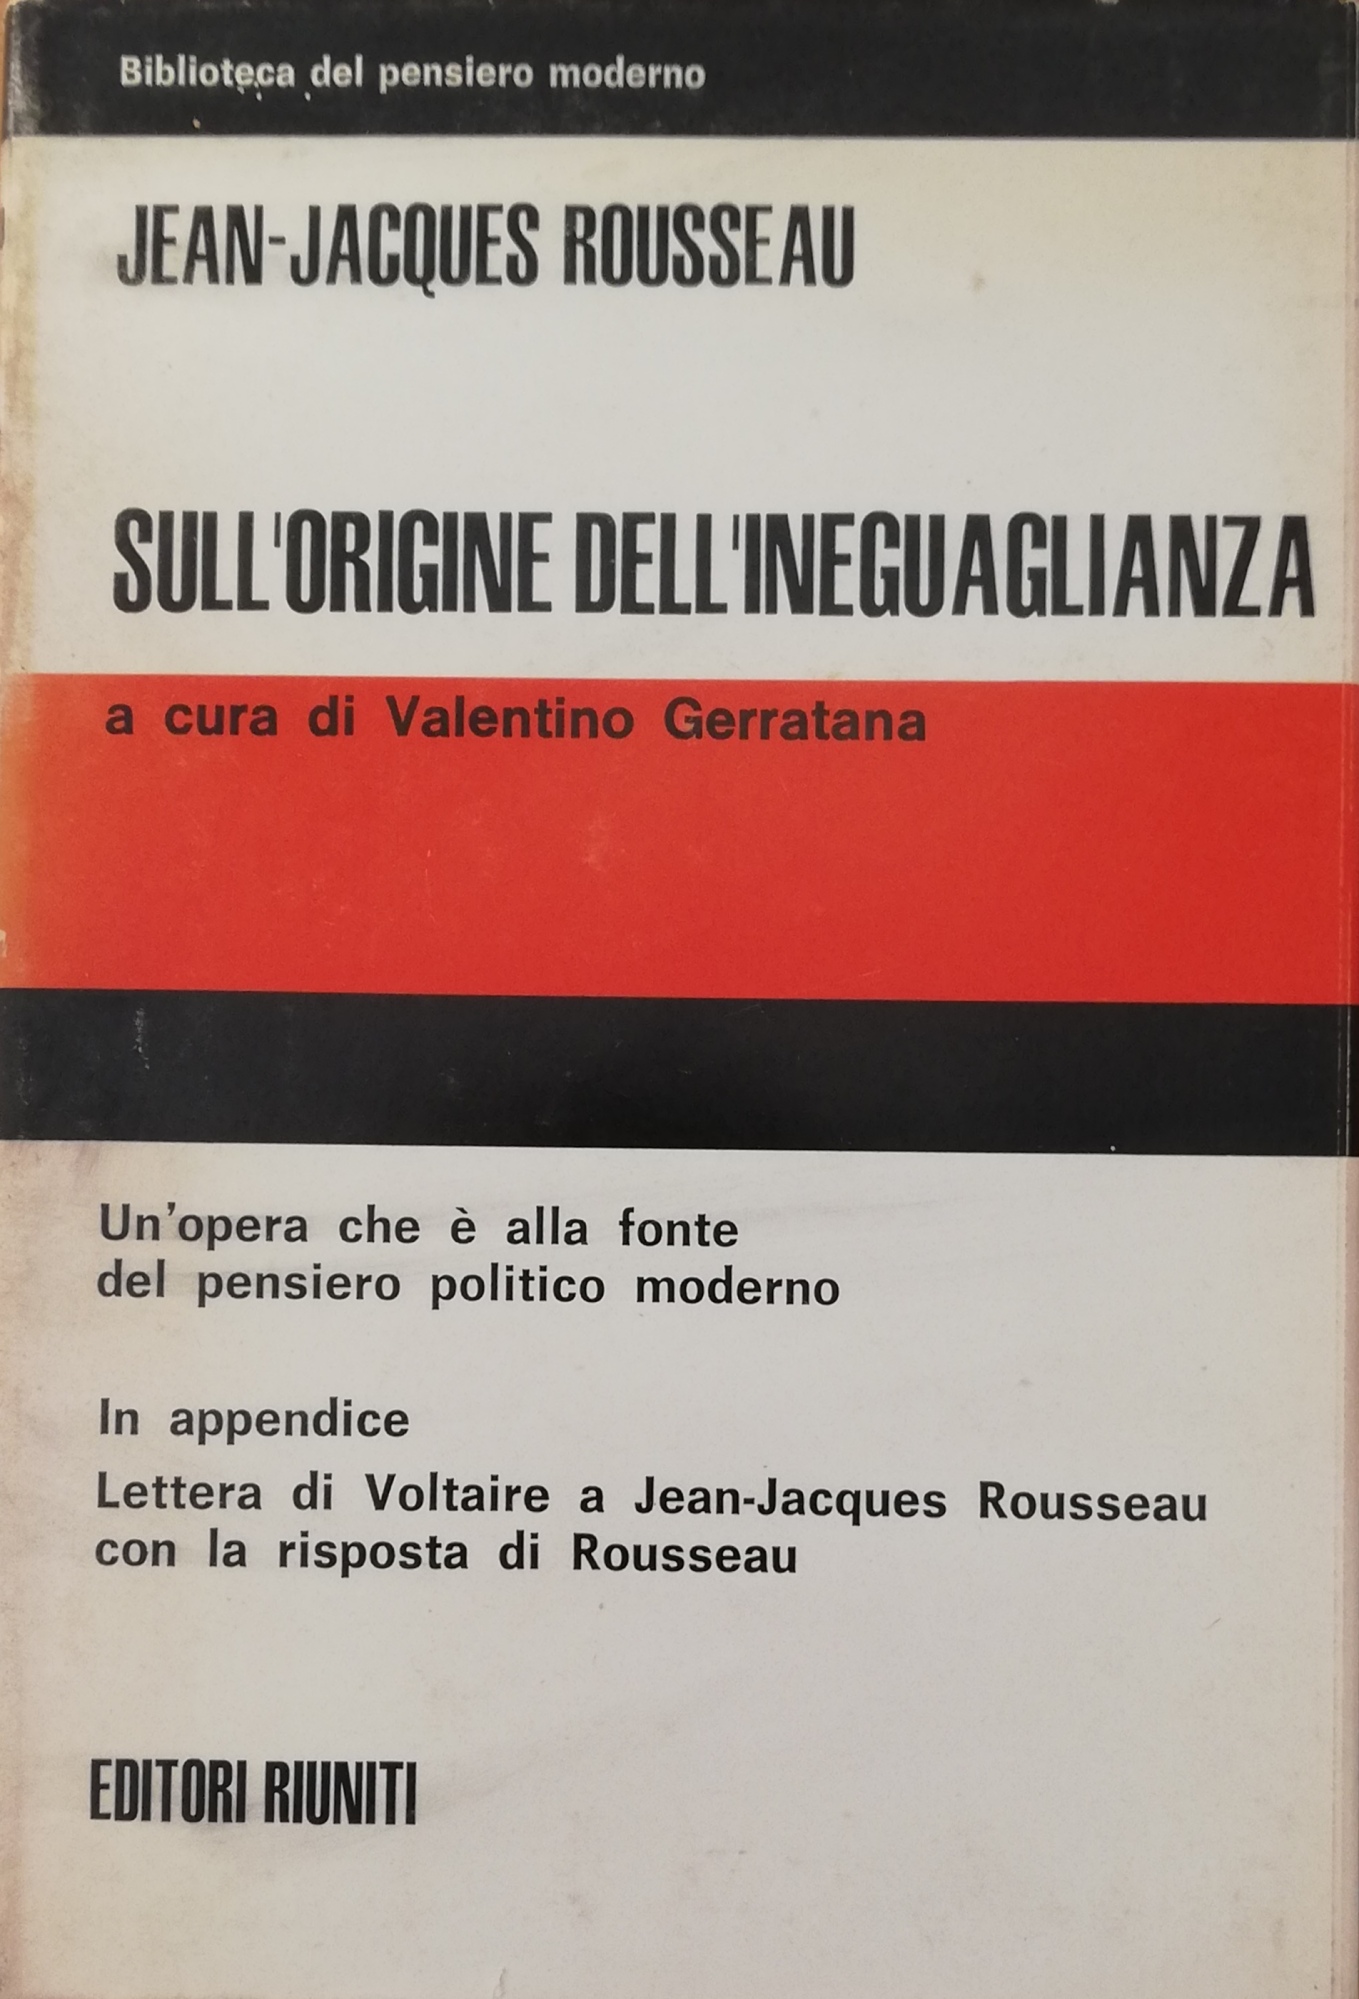 Biblioteca del pensiero moderno
JEAN-JACQUES ROUSSEAU
SULL'ORIGINE DELL'INEGUAGLIANZA
a cura di Valentino Gerratana
Un'opera che è alla fonte
del pensiero politico moderno
In appendice
Lettera di Voltaire a Jean-Jacques Rousseau
con la risposta di Rousseau
EDITORI RIUNITI